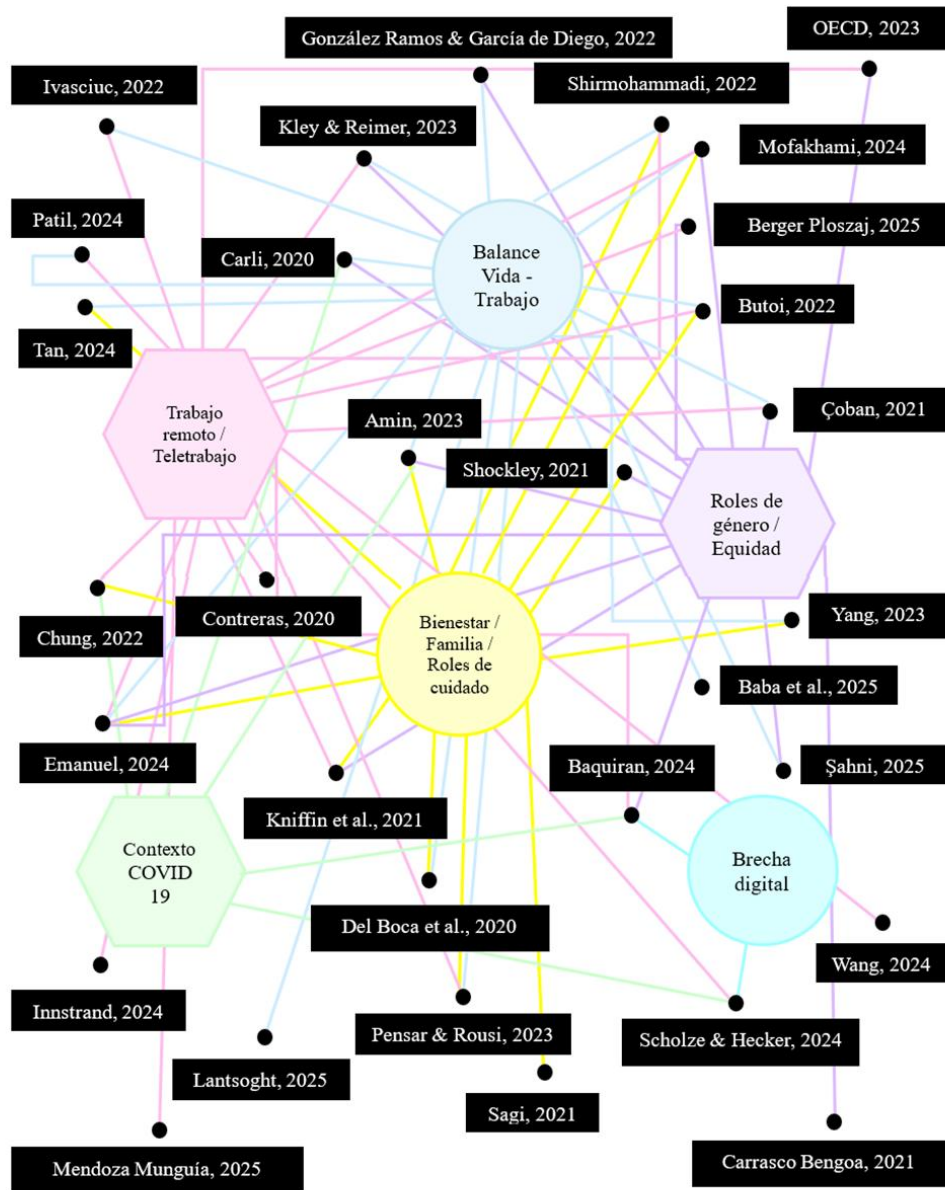 González Ramos & García de Diego, 2022
OECD, 2023
Ivasciuc, 2022
Shirmohammadi, 2022
Kley & Reimer, 2023
Mofakhami, 2024
Patil, 2024
Berger Ploszaj, 2025
Carli, 2020
Balance
Vida -
Trabajo
Butoi, 2022
Tan, 2024
Trabajo
remoto /
Teletrabajo
Amin, 2023
Çoban, 2021
Shockley, 2021
Roles de
género /
Equidad
Contreras, 2020
Bienestar /
Familia /
Roles de
cuidado
Yang, 2023
Chung, 2022
Baba et al., 2025
Emanuel, 2024
Baquiran, 2024
Şahni, 2025
Kniffin et al., 2021
Contexto
COVID
19
Brecha
digital
Del Boca et al., 2020
Wang, 2024
Innstrand, 2024
Pensar & Rousi, 2023
Scholze & Hecker, 2024
Lantsoght, 2025
Sagi, 2021
Mendoza Munguía, 2025
Carrasco Bengoa, 2021